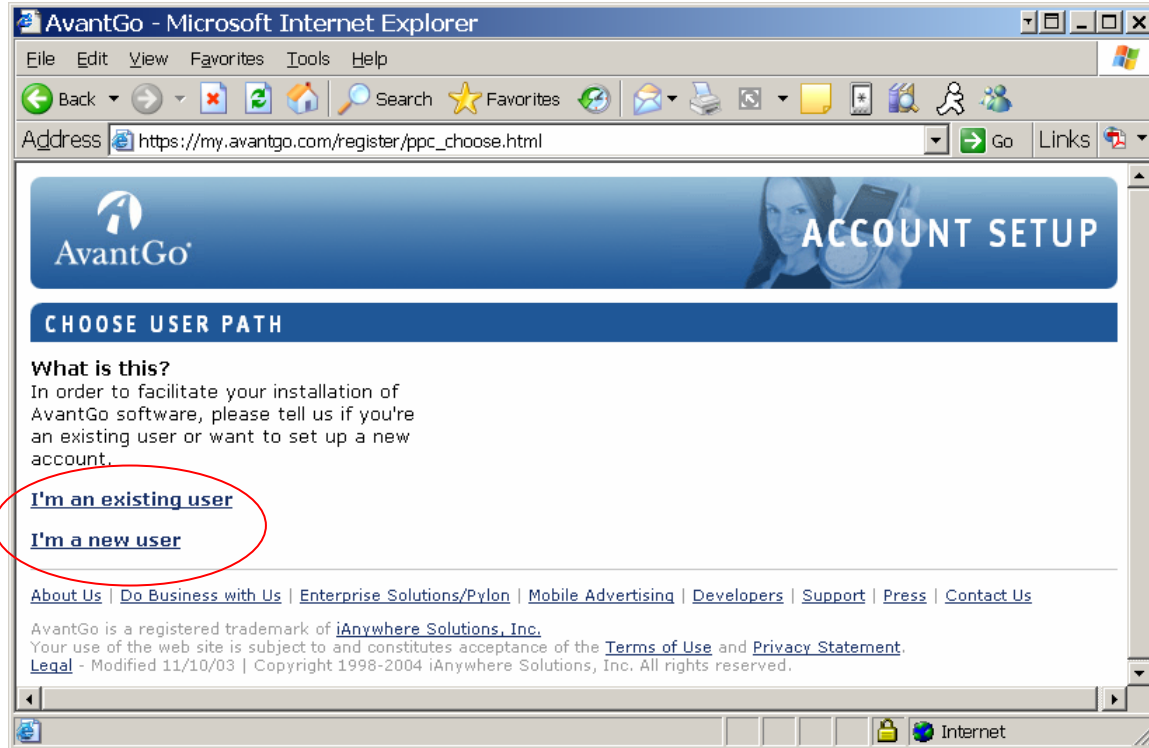 AvantGo - Microsoft Internet Explorer
File Edit View Favorites Tools Help
Back Search Favorites
Address https://my.avantgo.com/register/ppc_choose.html Go Links
AvantGo
ACCOUNT SETUP
CHOOSE USER PATH
What is this?
In order to facilitate your installation of
AvantGo software, please tell us if you're
an existing user or want to set up a new
account.
I'm an existing user
I'm a new user
About Us | Do Business with Us | Enterprise Solutions/Pylon | Mobile Advertising | Developers | Support | Press | Contact Us
AvantGo is a registered trademark of iAnywhere Solutions, Inc.
Your use of the web site is subject to and constitutes acceptance of the Terms of Use and Privacy Statement.
Legal - Modified 11/10/03 | Copyright 1998-2004 iAnywhere Solutions, Inc. All rights reserved.
Internet